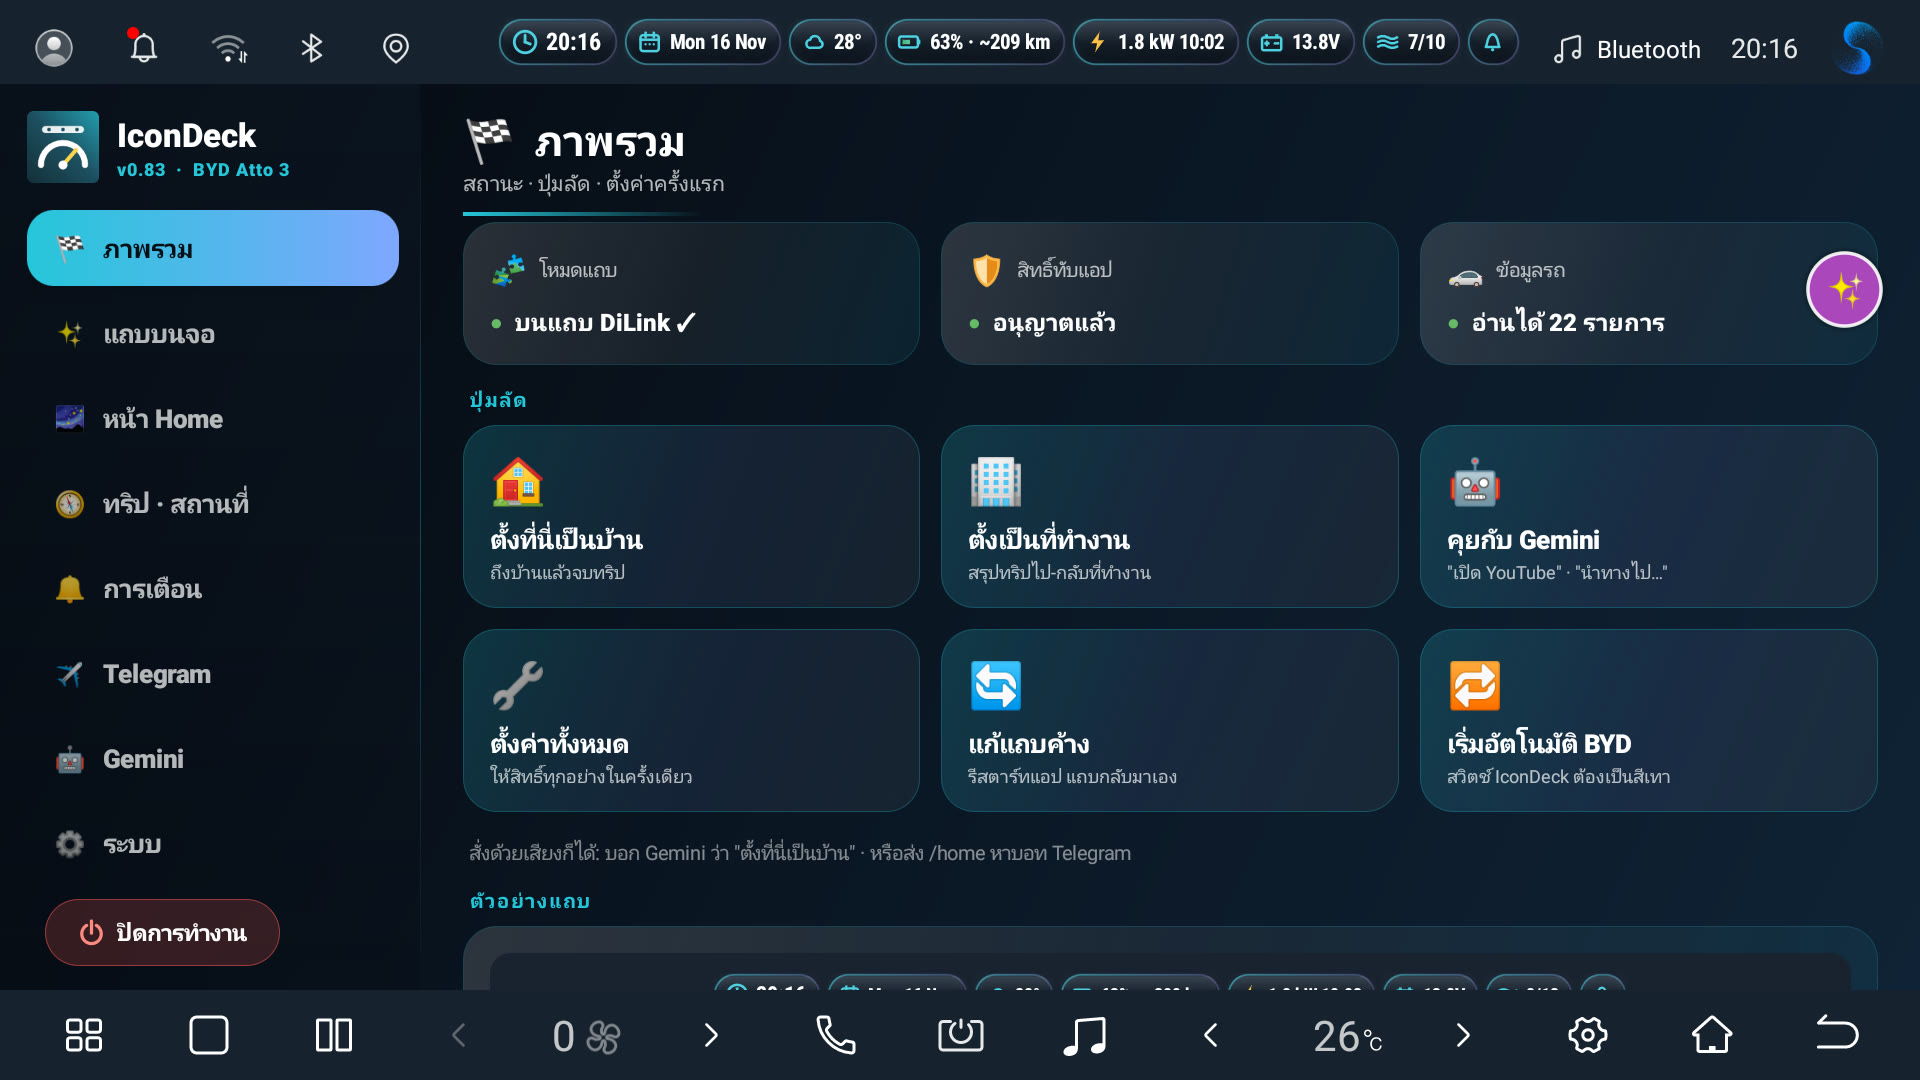 20:16
Mon 16 Nov
28°
63% · ~209 km
1.8 kW 10:02
13.8V
7/10
Bluetooth
20:16
IconDeck
v0.83 · BYD Atto 3
ภาพรวม
แถบบนจอ
หน้า Home
ทริป · สถานที่
การเตือน
Telegram
Gemini
ระบบ
ปิดการทำงาน
ภาพรวม
สถานะ · ปุ่มลัด · ตั้งค่าครั้งแรก
โหมดแถบ
บนแถบ DiLink ✓
สิทธิ์ทับแอป
อนุญาตแล้ว
ข้อมูลรถ
อ่านได้ 22 รายการ
ปุ่มลัด
ตั้งที่นี่เป็นบ้าน
ถึงบ้านแล้วจบทริป
ตั้งเป็นที่ทำงาน
สรุปทริปไป-กลับที่ทำงาน
คุยกับ Gemini
"เปิด YouTube" · "นำทางไป..."
ตั้งค่าทั้งหมด
ให้สิทธิ์ทุกอย่างในครั้งเดียว
แก้แถบค้าง
รีสตาร์ทแอป แถบกลับมาเอง
เริ่มอัตโนมัติ BYD
สวิตช์ IconDeck ต้องเป็นสีเทา
สั่งด้วยเสียงก็ได้: บอก Gemini ว่า "ตั้งที่นี่เป็นบ้าน" · หรือส่ง /home หาบอท Telegram
ตัวอย่างแถบ
0
26°C